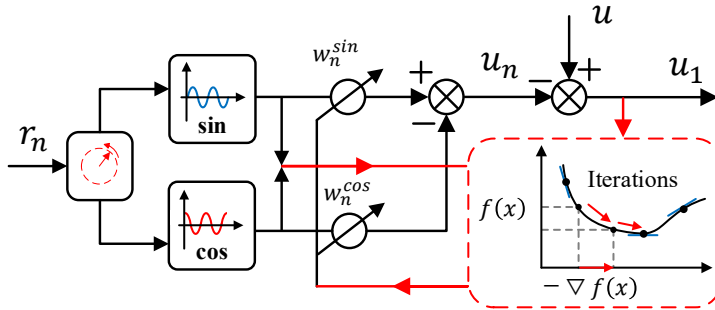 u
w_n^{sin}
+
u_n
−
+
u_1
sin
−
r_n
w_n^{cos}
Iterations
f(x)
cos
− ▽ f(x)